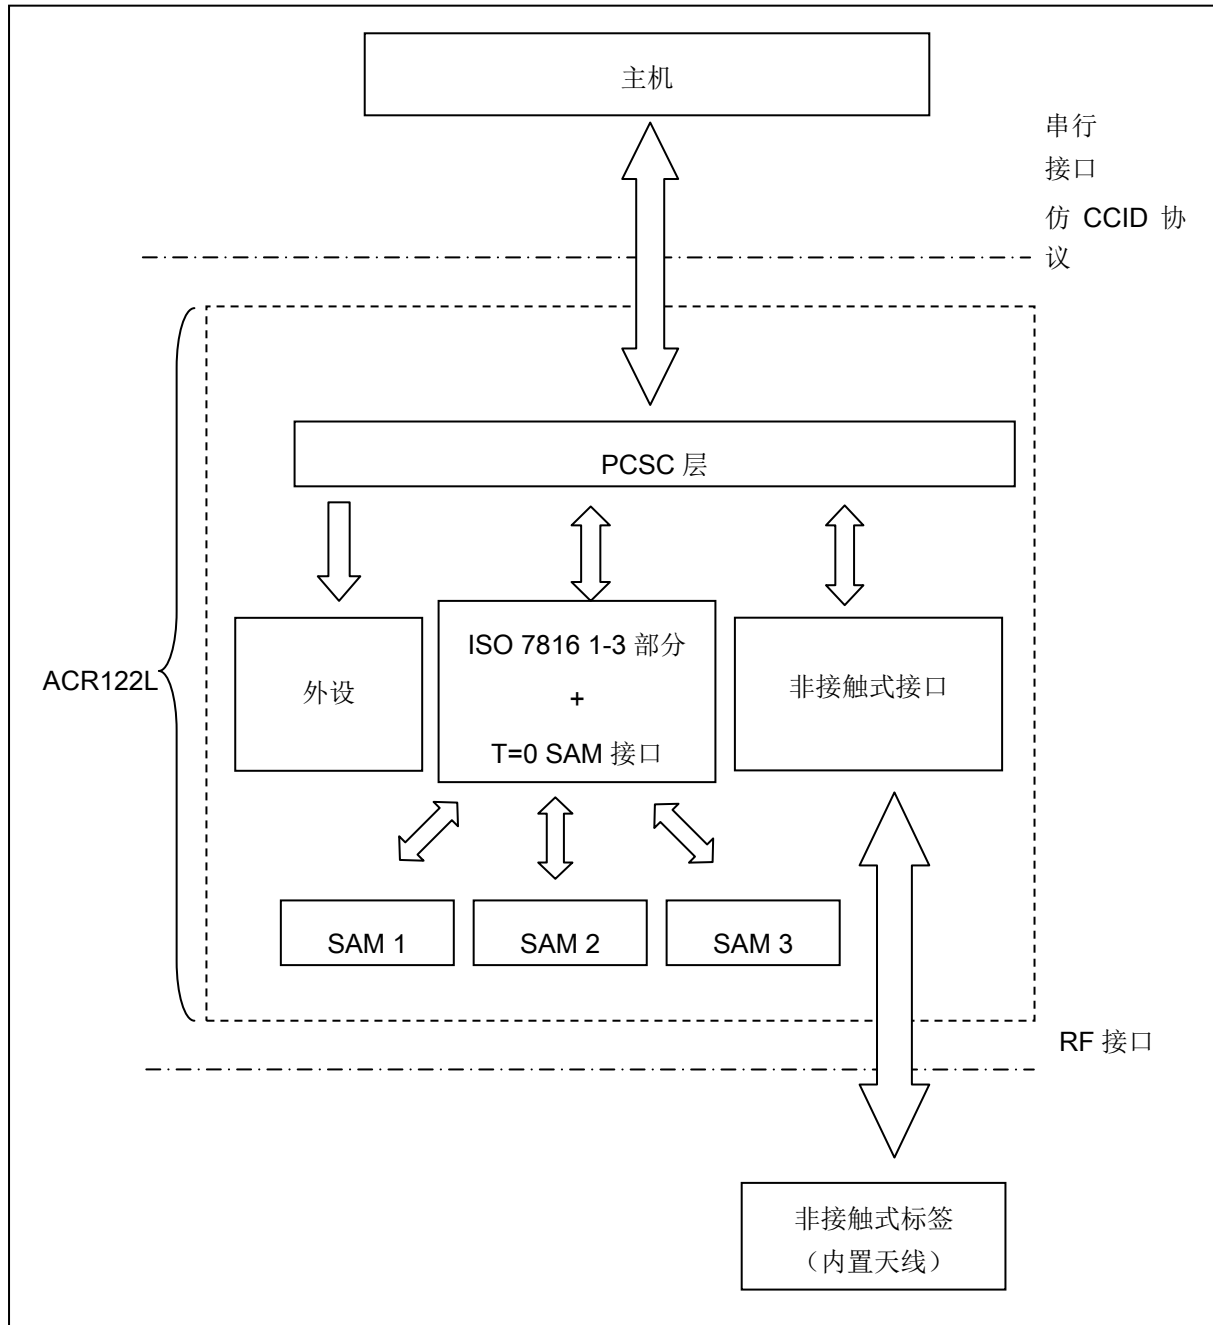 主机
串行
接口
仿 CCID 协
议
PCSC 层
ACR122L
外设
ISO 7816 1-3 部分
+
T=0 SAM 接口
非接触式接口
SAM 1
SAM 2
SAM 3
RF 接口
非接触式标签
（内置天线）